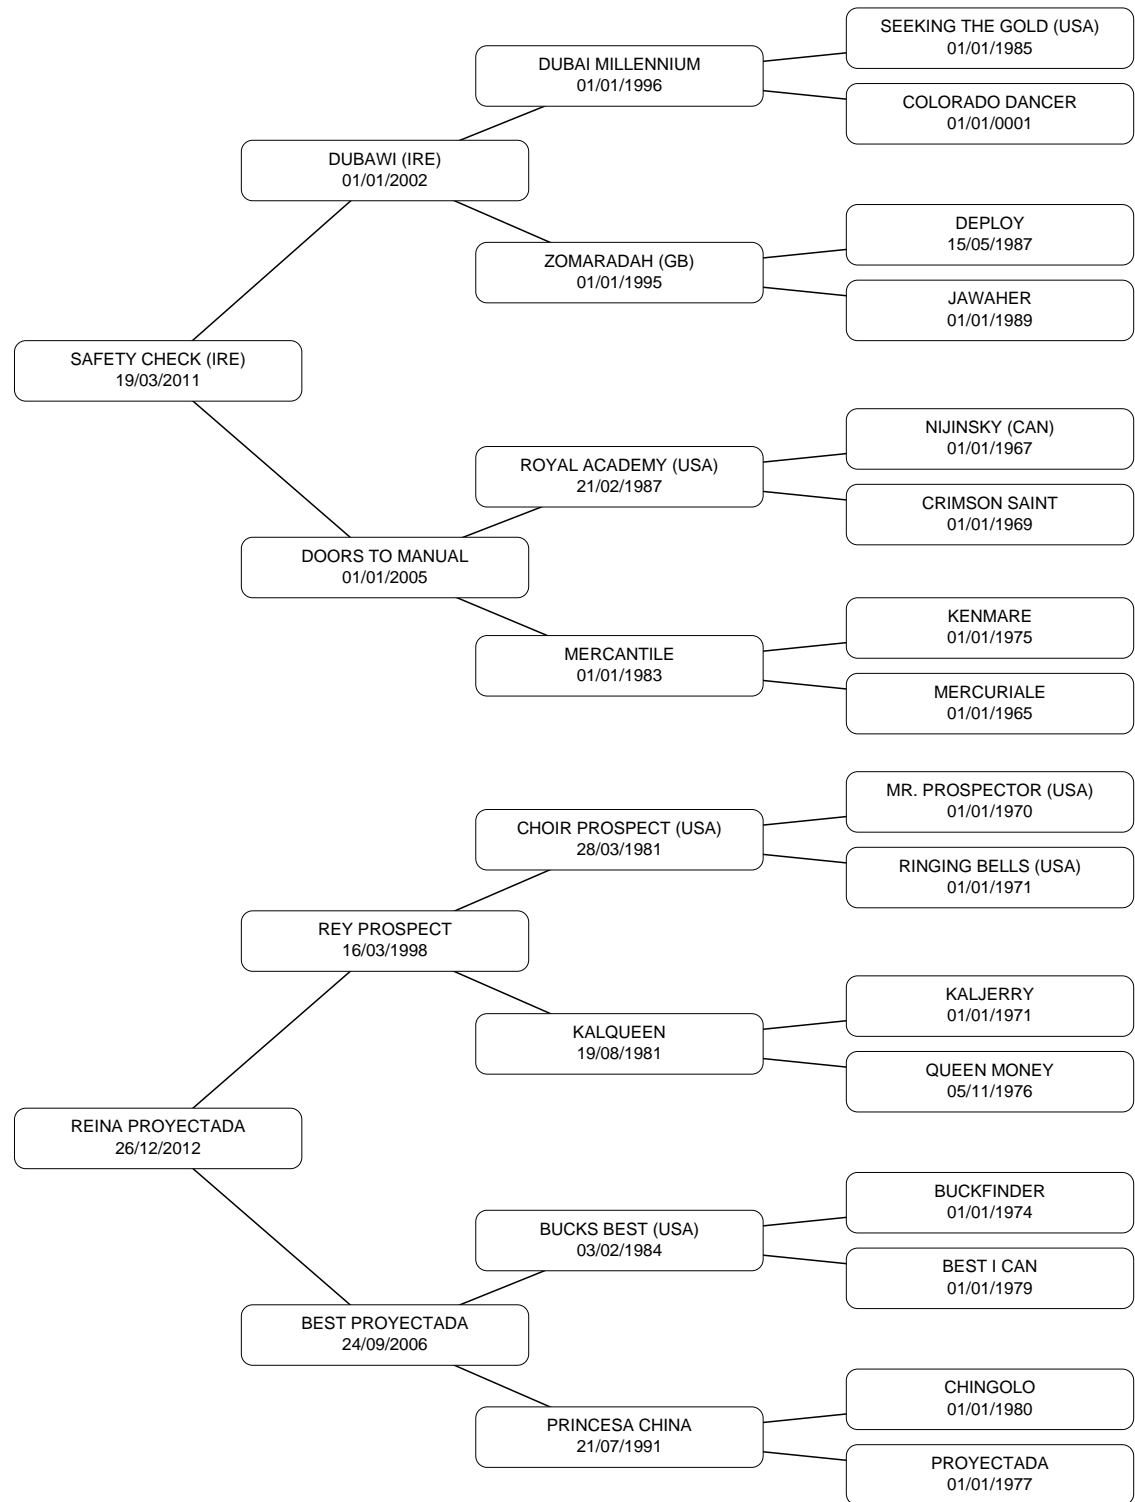 SEEKING THE GOLD (USA)
01/01/1985
DUBAI MILLENNIUM
01/01/1996
COLORADO DANCER
01/01/0001
DUBAWI (IRE)
01/01/2002
DEPLOY
15/05/1987
ZOMARADAH (GB)
01/01/1995
JAWAHER
01/01/1989
SAFETY CHECK (IRE)
19/03/2011
NIJINSKY (CAN)
01/01/1967
ROYAL ACADEMY (USA)
21/02/1987
CRIMSON SAINT
01/01/1969
DOORS TO MANUAL
01/01/2005
KENMARE
01/01/1975
MERCANTILE
01/01/1983
MERCURIALE
01/01/1965
MR. PROSPECTOR (USA)
01/01/1970
CHOIR PROSPECT (USA)
28/03/1981
RINGING BELLS (USA)
01/01/1971
REY PROSPECT
16/03/1998
KALJERRY
01/01/1971
KALQUEEN
19/08/1981
QUEEN MONEY
05/11/1976
REINA PROYECTADA
26/12/2012
BUCKFINDER
01/01/1974
BUCKS BEST (USA)
03/02/1984
BEST I CAN
01/01/1979
BEST PROYECTADA
24/09/2006
CHINGOLO
01/01/1980
PRINCESA CHINA
21/07/1991
PROYECTADA
01/01/1977